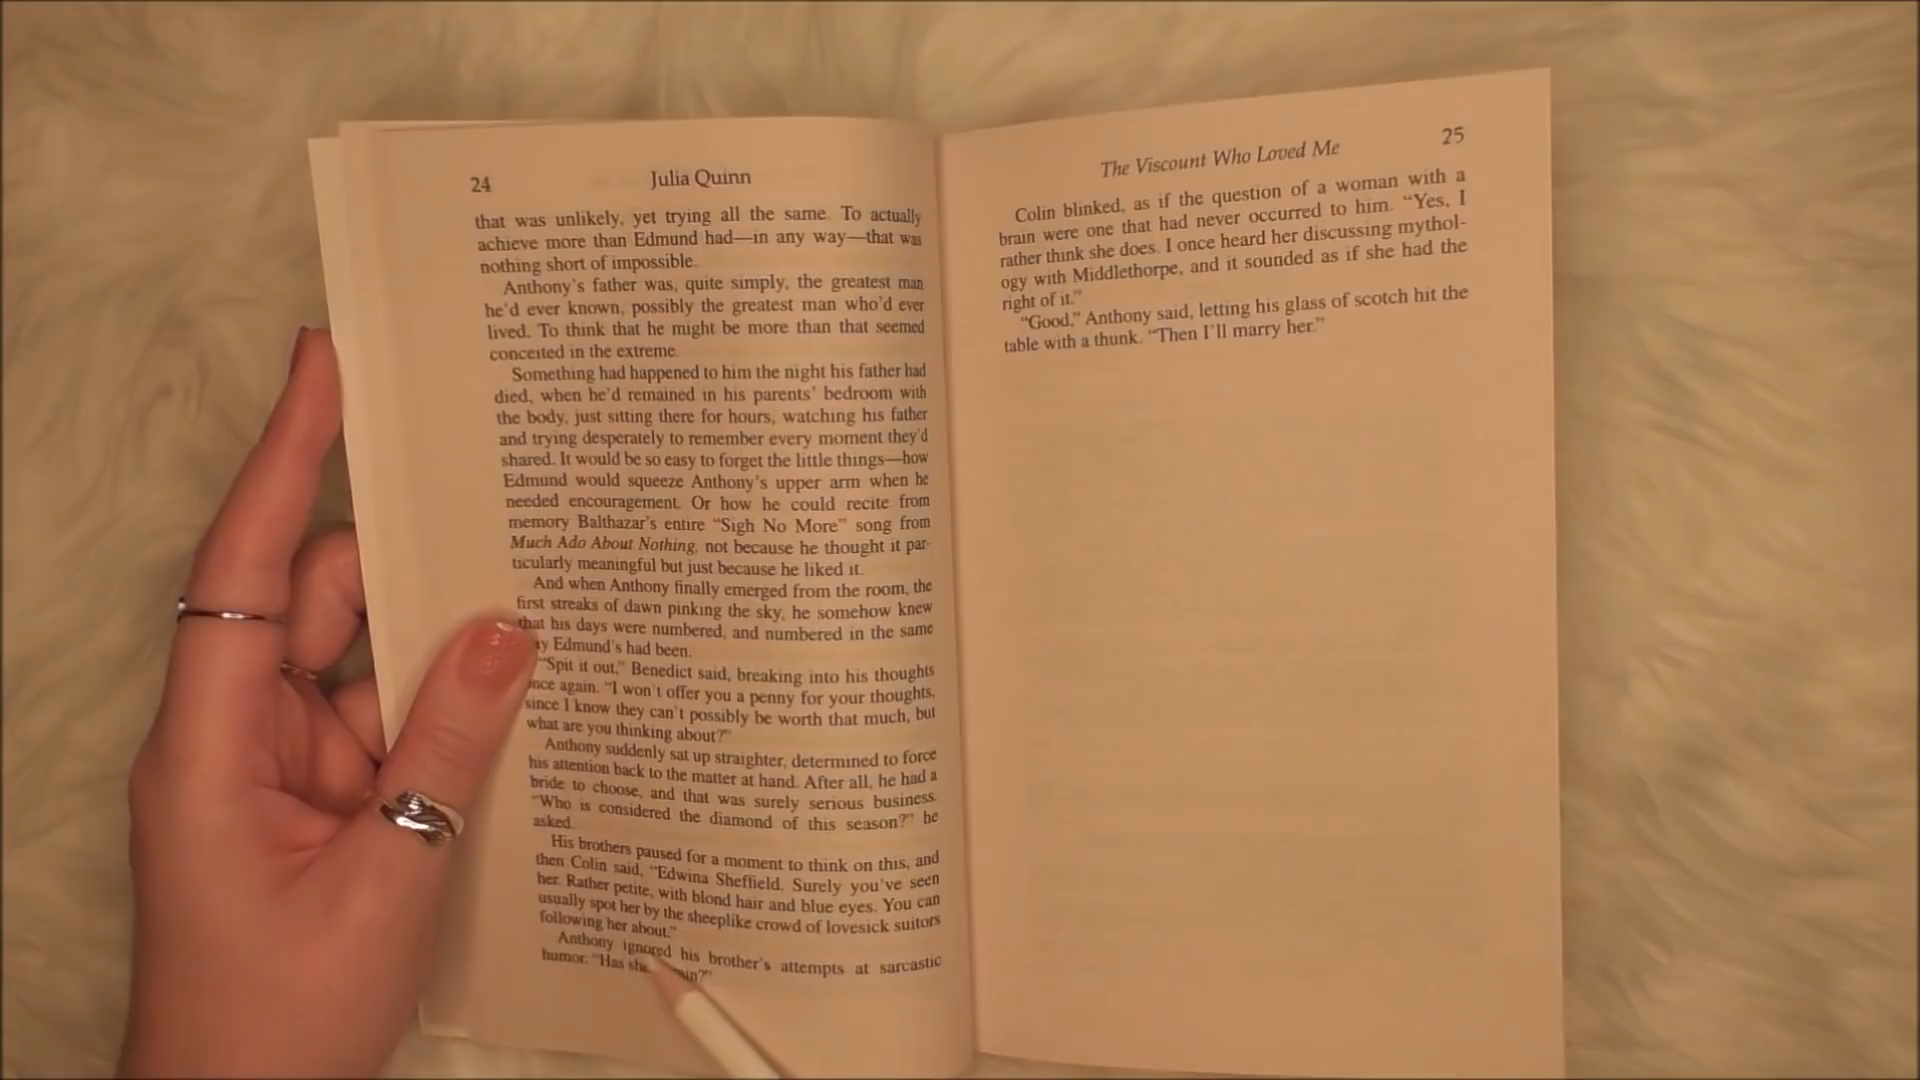 24
Julia Quinn
that was unlikely, yet trying all the same. To actually
achieve more than Edmund had—in any way—that was
nothing short of impossible.
Anthony's father was, quite simply, the greatest man
he'd ever known, possibly the greatest man who'd ever
lived. To think that he might be more than that seemed
conceited in the extreme.
Something had happened to him the night his father had
died, when he'd remained in his parents' bedroom with
the body, just sitting there for hours, watching his father
and trying desperately to remember every moment they'd
shared. It would be so easy to forget the little things—how
Edmund would squeeze Anthony's upper arm when he
needed encouragement. Or how he could recite from
memory Balthazar's entire “Sigh No More” song from
Much Ado About Nothing, not because he thought it par-
ticularly meaningful but just because he liked it.
And when Anthony finally emerged from the room, the
first streaks of dawn pinking the sky, he somehow knew
that his days were numbered, and numbered in the same
Edmund's had been.
“Spit it out,” Benedict said, breaking into his thoughts
once again. “I won't offer you a penny for your thoughts,
since I know they can't possibly be worth that much, but
what are you thinking about?”
Anthony suddenly sat up straighter, determined to force
his attention back to the matter at hand. After all, he had a
bride to choose, and that was surely serious business.
“Who is considered the diamond of this season?” he
asked.
His brothers paused for a moment to think on this, and
then Colin said, “Edwina Sheffield. Surely you've seen
her. Rather petite, with blond hair and blue eyes. You can
usually spot her by the sheeplike crowd of lovesick suitors
following her about.”
Anthony ignored his brother's attempts at sarcastic
humor. “Has she
The Viscount Who Loved Me
25
Colin blinked, as if the question of a woman with a
brain were one that had never occurred to him. “Yes, I
rather think she does. I once heard her discussing mythol-
ogy with Middlethorpe, and it sounded as if she had the
right of it.”
“Good,” Anthony said, letting his glass of scotch hit the
table with a thunk. “Then I'll marry her.”